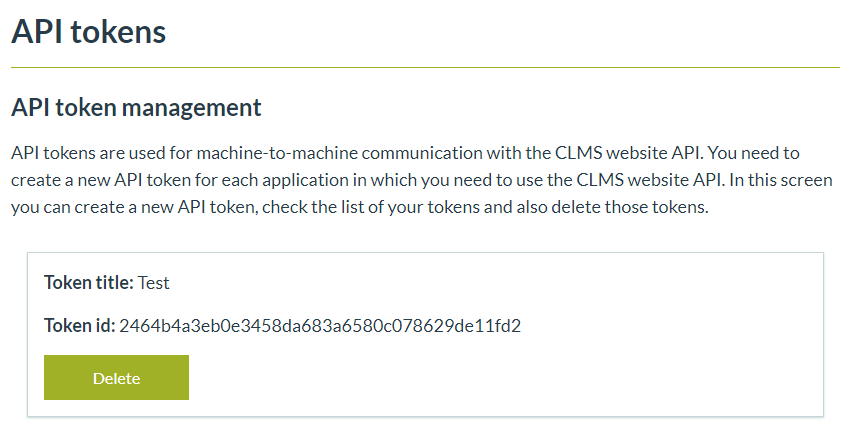 API tokens
API token management
API tokens are used for machine-to-machine communication with the CLMS website API. You need to
create a new API token for each application in which you need to use the CLMS website API. In this screen
you can create a new API token, check the list of your tokens and also delete those tokens.
Token title: Test
Token id: 2464b4a3eb0e3458da683a6580c078629de11fd2
Delete